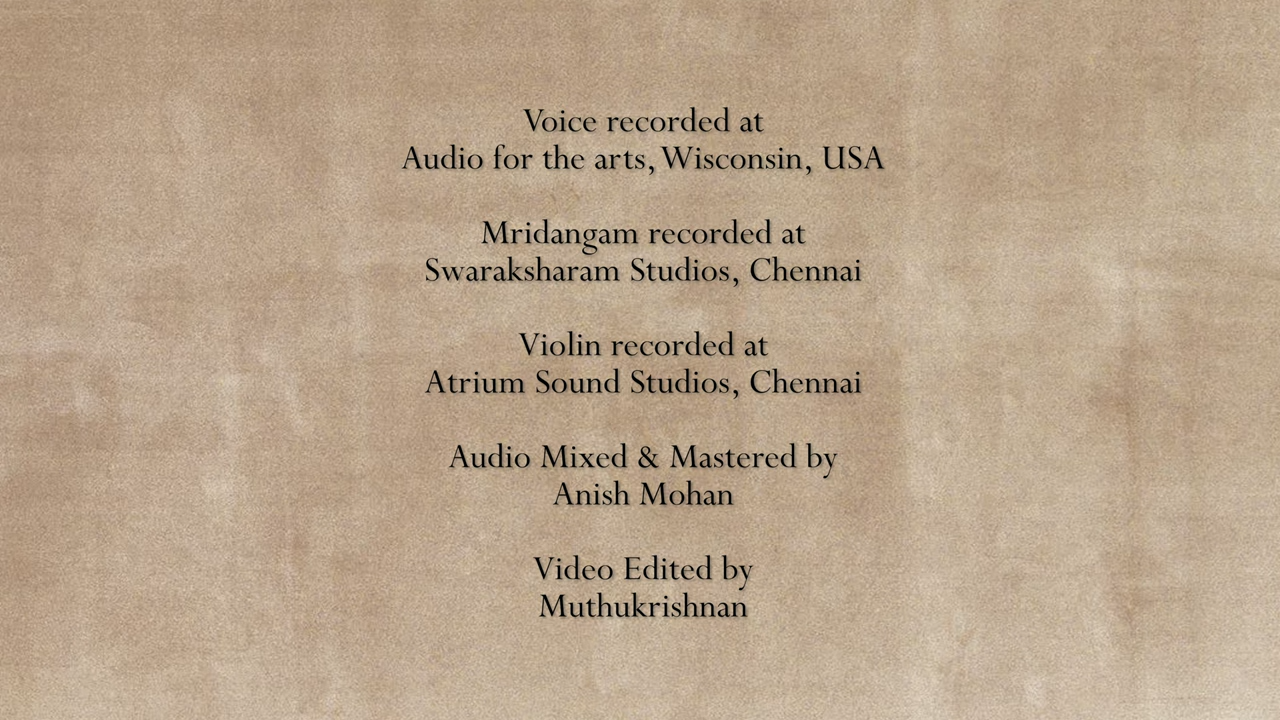 Voice recorded at
Audio for the arts, Wisconsin, USA
Mridangam recorded at
Swaraksharam Studios, Chennai
Violin recorded at
Atrium Sound Studios, Chennai
Audio Mixed & Mastered by
Anish Mohan
Video Edited by
Muthukrishnan